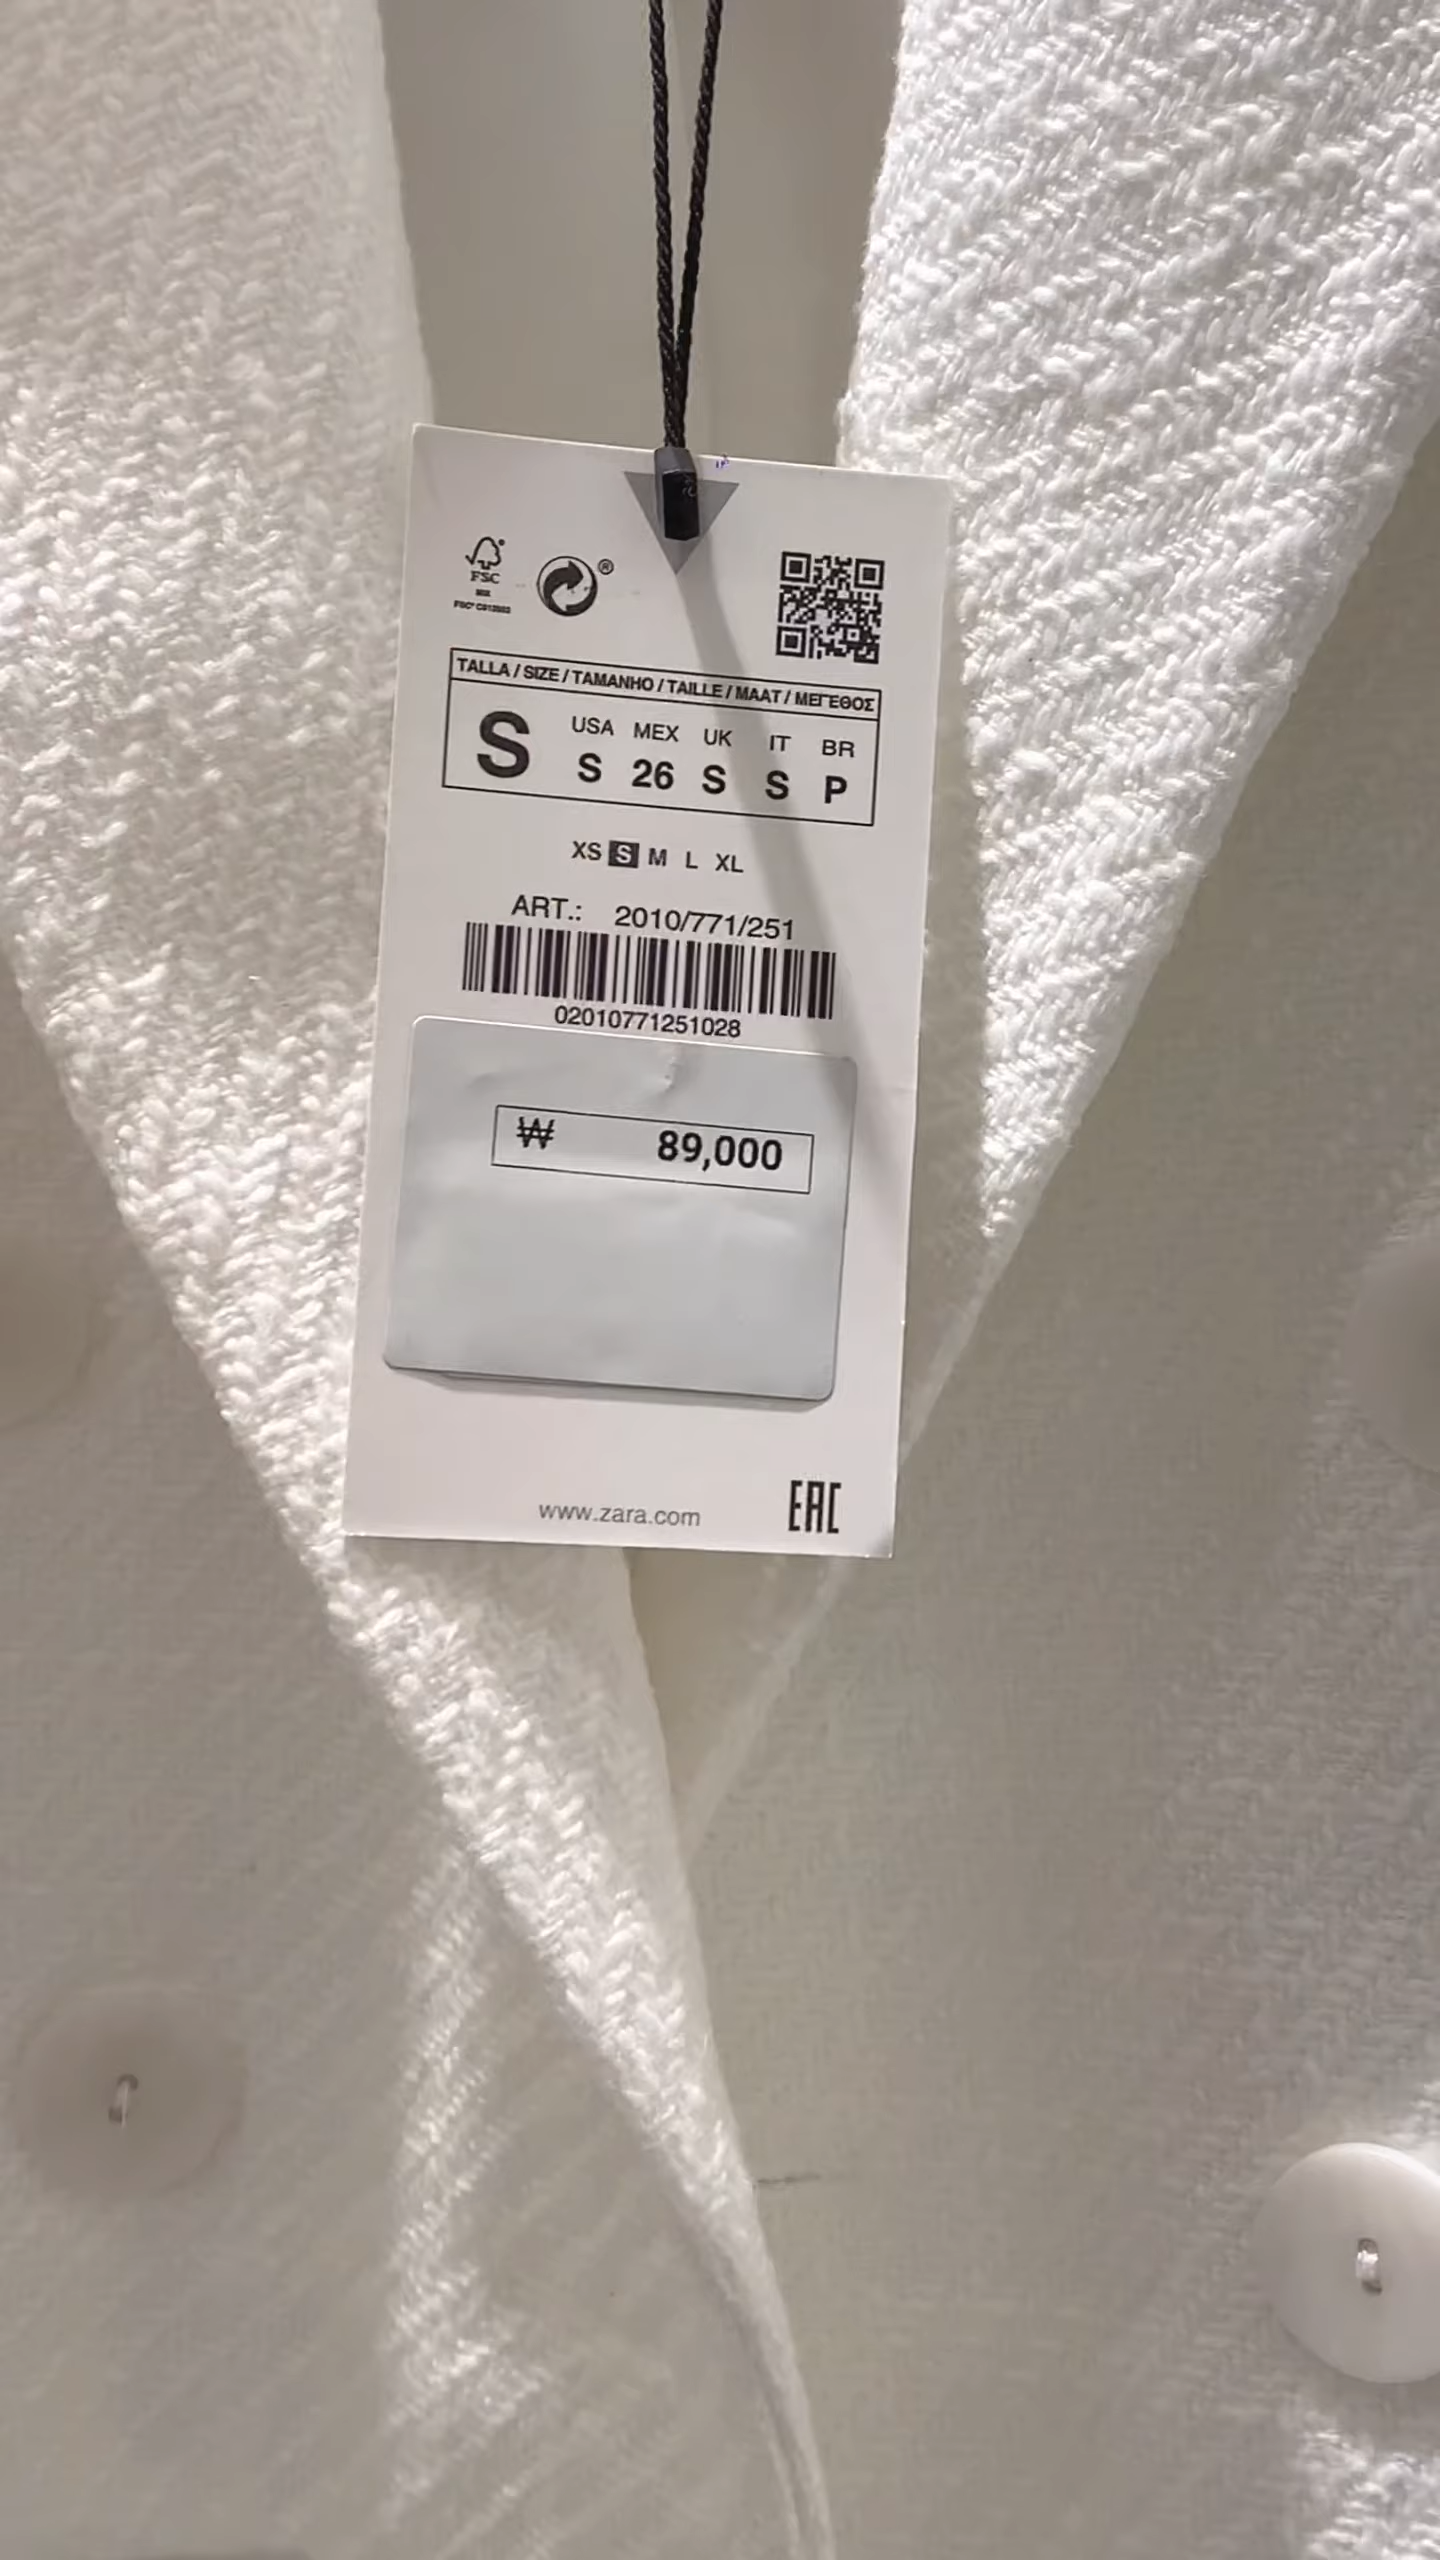 FSC
®
TALLA / SIZE / TAMANHO / TAILLE / MAAT / ΜΕΓΕΘΟΣ
S
USA MEX UK IT BR
S 26 S S P
XS S M L XL
ART.: 2010/771/251
02010771251028
₩ 89,000
www.zara.com
EAC